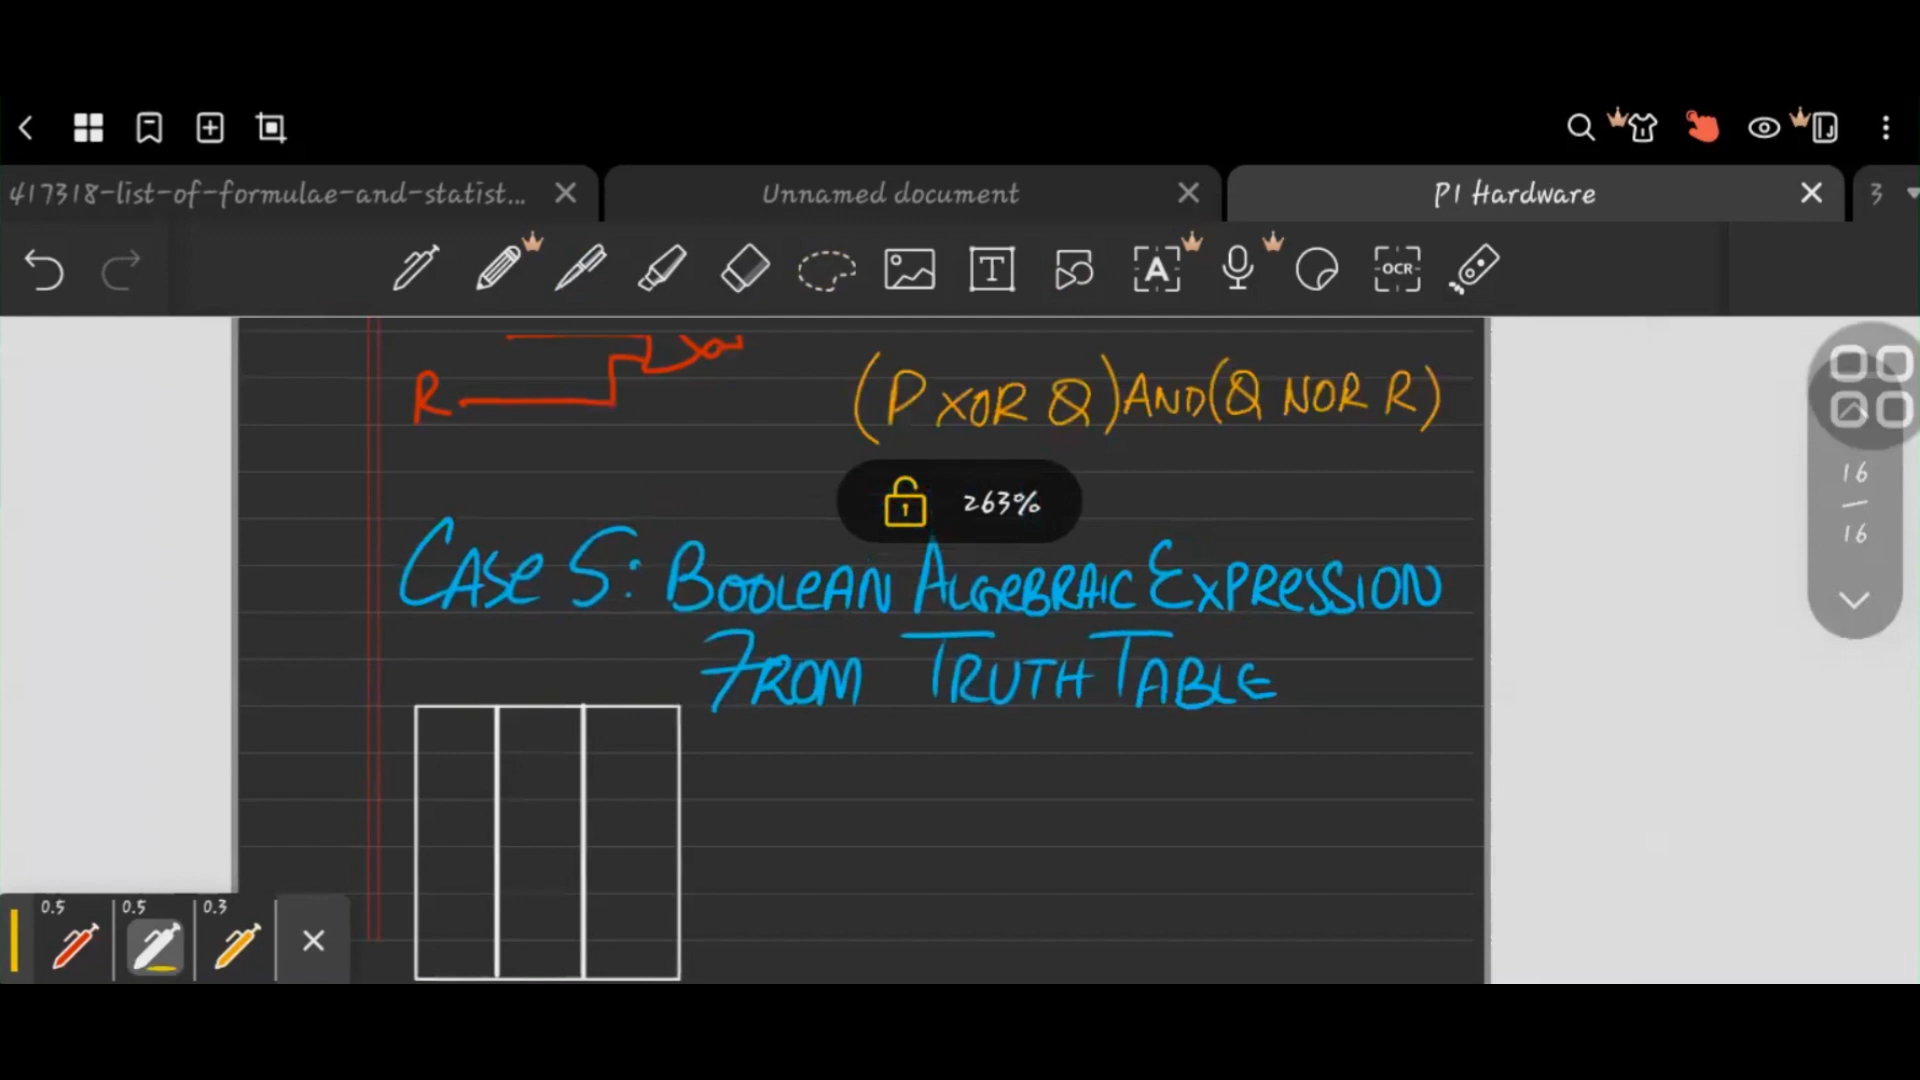 417318-list-of-formulae-and-statist...
Unnamed document
P1 Hardware
3
A
T
OCR
R
(P XOR Q) AND (Q NOR R)
263%
16
16
CASE 5: BOOLEAN ALGEBRAIC EXPRESSION
FROM TRUTH TABLE
0.5
0.5
0.3